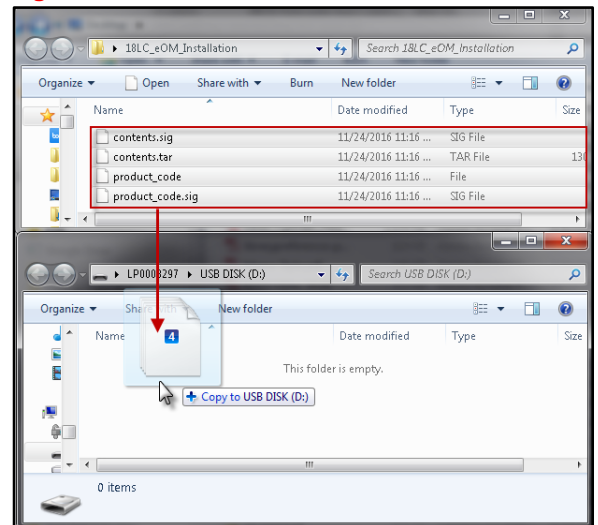 18LC_eOM_Installation Search 18LC_eOM_Installation
Organize Open Share with Burn New folder
Name Date modified Type Size
contents.sig 11/24/2016 11:16 ... SIG File
contents.tar 11/24/2016 11:16 ... TAR File 130
product_code 11/24/2016 11:16 ... File
product_code.sig 11/24/2016 11:16 ... SIG File
USB DISK (D:) Search USB DISK (D:)
Organize Share with New folder
Name Date modified Type Size
4
This folder is empty.
Copy to USB DISK (D:)
0 items